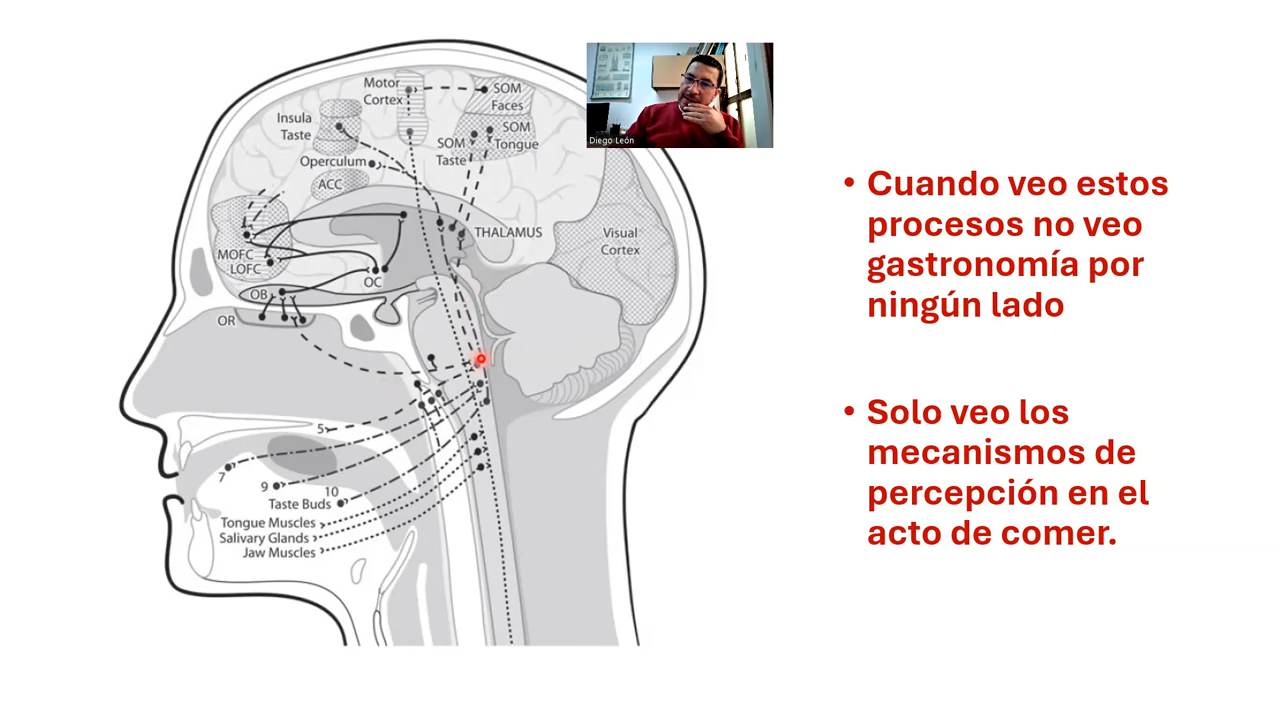 Motor
Cortex
SOM
Faces
Insula
Taste
SOM
Tongue
SOM
Taste
Operculum
ACC
THALAMUS
Visual
Cortex
MOFC
LOFC
OC
OB
OR
5
7
9
10
Taste Buds
Tongue Muscles
Salivary Glands
Jaw Muscles
Diego León
• Cuando veo estos
procesos no veo
gastronomía por
ningún lado
• Solo veo los
mecanismos de
percepción en el
acto de comer.